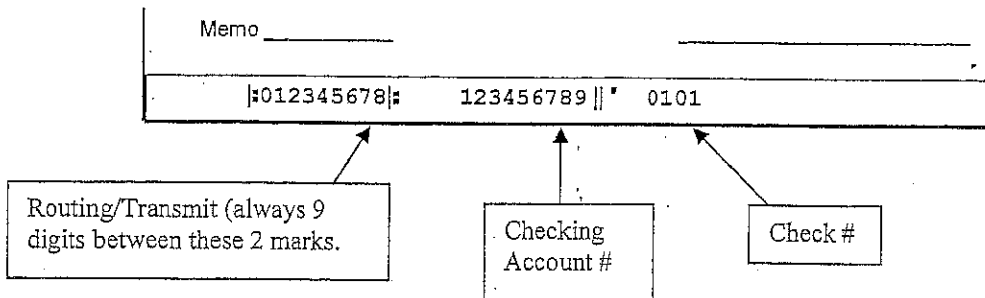 Memo
|:012345678|: 123456789||" 0101
Routing/Transmit (always 9
digits between these 2 marks.
Checking
Account #
Check #